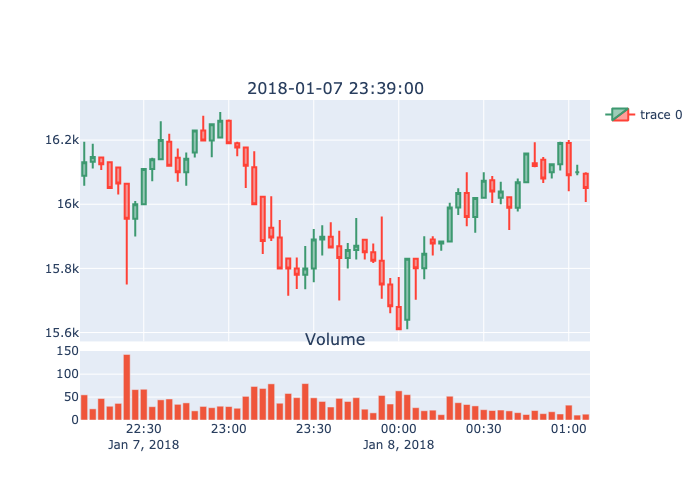 2018-01-07 23:39:00
trace 0
16.2k
16k
15.8k
15.6k
Volume
150
100
50
0
22:30 23:00 23:30 00:00 00:30 01:00
Jan 7, 2018 Jan 8, 2018